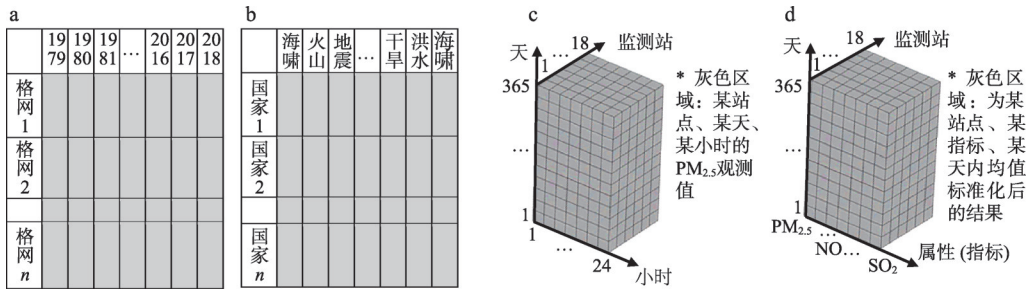 a
19 79
19 80
19 81
...
20 16
20 17
20 18
格网1
格网2
格网n
b
海啸
火山
地震
...
干旱
洪水
海啸
国家1
国家2
国家n
c
天
18
监测站
...
1
365
...
1
1
...
24
小时
* 灰色区
域：某站
点、某天、
某小时的
PM2.5观测
值
d
天
18
监测站
...
1
365
...
1
PM2.5
...
NO...
SO2
属性 (指标)
* 灰色区
域：为某
站点、某
指标、某
天内均值
标准化后
的结果